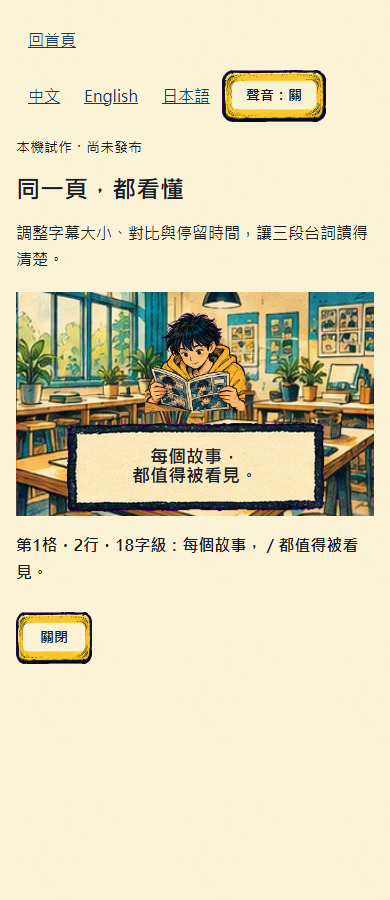 回首頁
中文 English 日本語 聲音：關
本機試作・尚未發布
同一頁，都看懂
調整字幕大小、對比與停留時間，讓三段台詞讀得
清楚。
每個故事，
都值得被看見。
第1格・2行・18字級：每個故事， / 都值得被看
見。
關閉